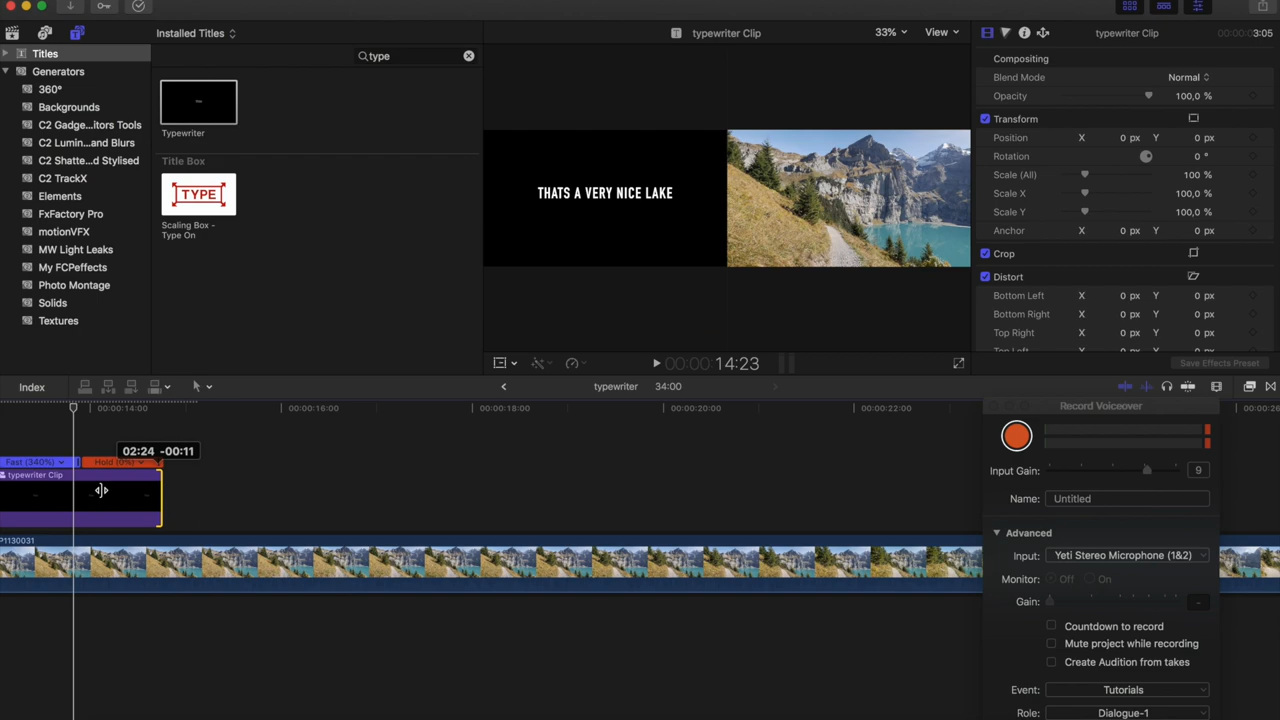 Installed Titles
type
33%
View
typewriter Clip
typewriter Clip
00:00:03:05
Titles
Generators
360°
Backgrounds
C2 Gadge...itors Tools
C2 Lumin...and Blurs
C2 Shatte...d Stylised
C2 TrackX
Elements
FxFactory Pro
motionVFX
MW Light Leaks
My FCPeffects
Photo Montage
Solids
Textures
Typewriter
Title Box
TYPE
Scaling Box -
Type On
THATS A VERY NICE LAKE
Compositing
Blend Mode Normal
Opacity 100,0 %
Transform
Position X 0 px Y 0 px
Rotation 0 °
Scale (All) 100 %
Scale X 100,0 %
Scale Y 100,0 %
Anchor X 0 px Y 0 px
Crop
Distort
Bottom Left X 0 px Y 0 px
Bottom Right X 0 px Y 0 px
Top Right X 0 px Y 0 px
00:00:14:23
Save Effects Preset
Index
typewriter 34:00
00:00:14:00
00:00:16:00
00:00:18:00
00:00:20:00
00:00:22:00
02:24 -00:11
Fast (340%)
Hold (0%)
typewriter Clip
P1130031
Record Voiceover
Input Gain: 9
Name: Untitled
Advanced
Input: Yeti Stereo Microphone (1&2)
Monitor: Off On
Gain: -
Countdown to record
Mute project while recording
Create Audition from takes
Event: Tutorials
Role: Dialogue-1